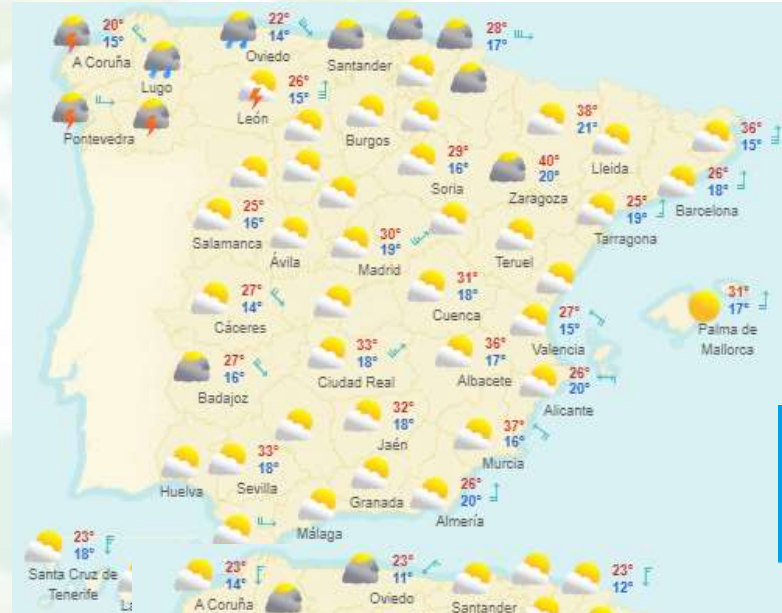 20°
15°
A Coruña
22°
14°
Oviedo
Santander
28°
17°
Lugo
Pontevedra
26°
15°
León
Burgos
38°
21°
Lleida
36°
15°
29°
16°
Soria
40°
20°
Zaragoza
26°
18°
Barcelona
25°
16°
Salamanca
25°
19°
Tarragona
Ávila
30°
19°
Madrid
Teruel
27°
14°
Cáceres
31°
18°
Cuenca
31°
17°
Palma de
Mallorca
27°
15°
Valencia
27°
16°
Badajoz
33°
18°
Ciudad Real
36°
17°
Albacete
26°
20°
Alicante
32°
18°
Jaén
37°
16°
Murcia
33°
18°
Sevilla
Huelva
Granada
26°
20°
Almería
Málaga
23°
18°
Santa Cruz de
Tenerife
La
23°
14°
A Coruña
23°
11°
Oviedo
Santander
23°
12°